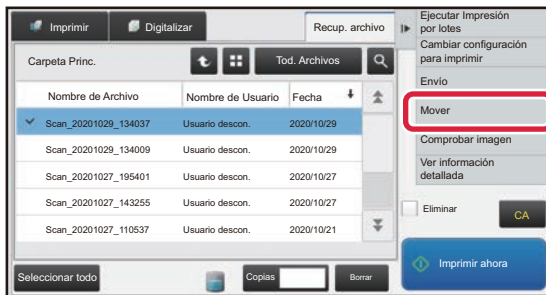 Imprimir
Digitalizar
Recup. archivo
Carpeta Princ.
Tod. Archivos
Nombre de Archivo
Nombre de Usuario
Fecha
Scan_20201029_134037 Usuario descon. 2020/10/29
Scan_20201029_134009 Usuario descon. 2020/10/29
Scan_20201027_195401 Usuario descon. 2020/10/27
Scan_20201027_143255 Usuario descon. 2020/10/27
Scan_20201027_110537 Usuario descon. 2020/10/21
Seleccionar todo
Copias
Borrar
Ejecutar Impresión
por lotes
Cambiar configuración
para imprimir
Envío
Mover
Comprobar imagen
Ver información
detallada
Eliminar
CA
Imprimir ahora